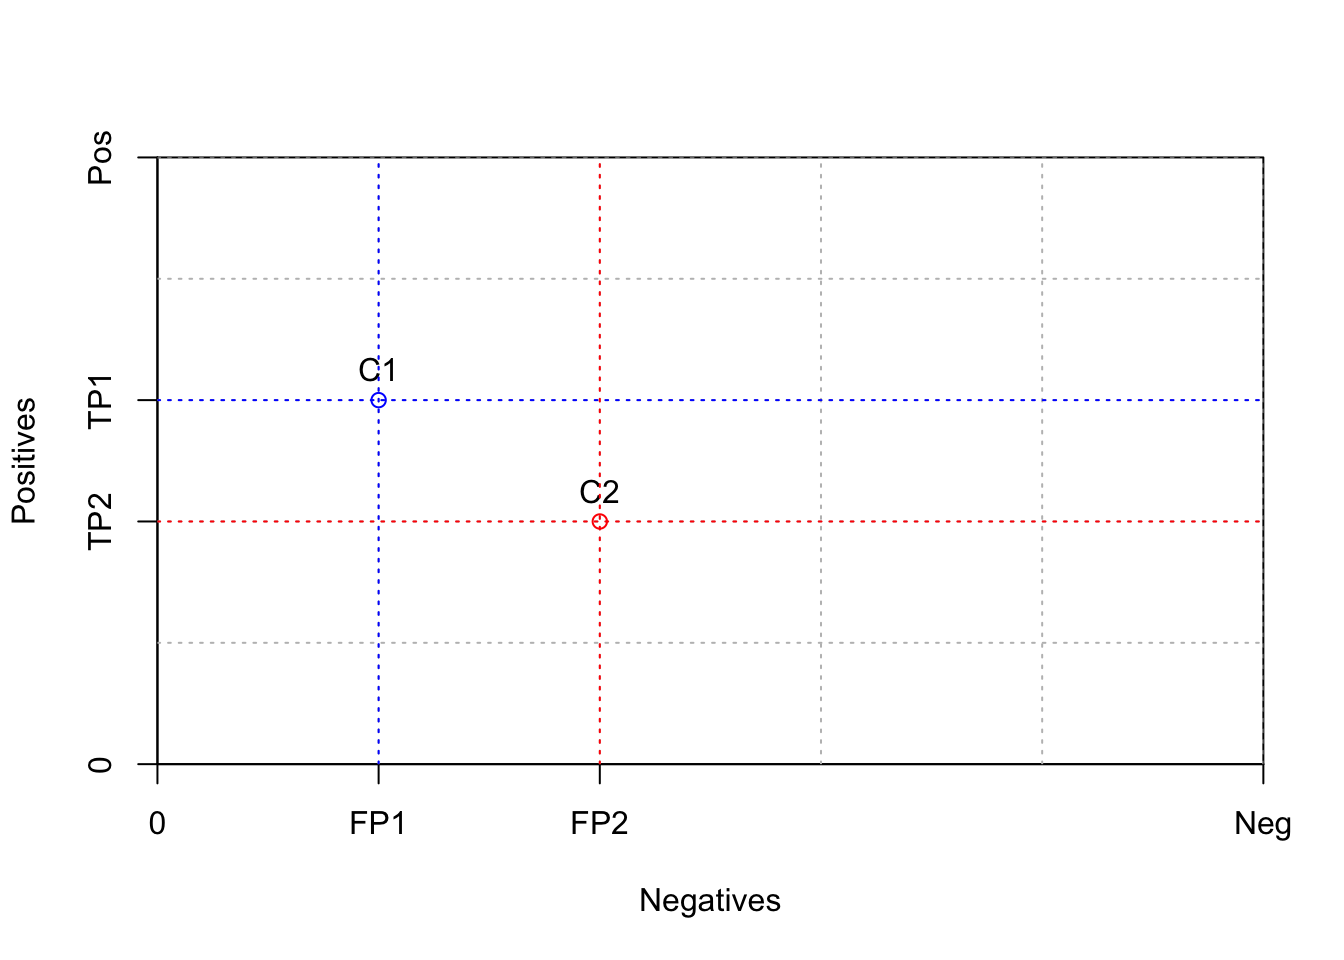 Pos
C1
TP1
Positives
C2
TP2
0
0 FP1 FP2 Neg
Negatives